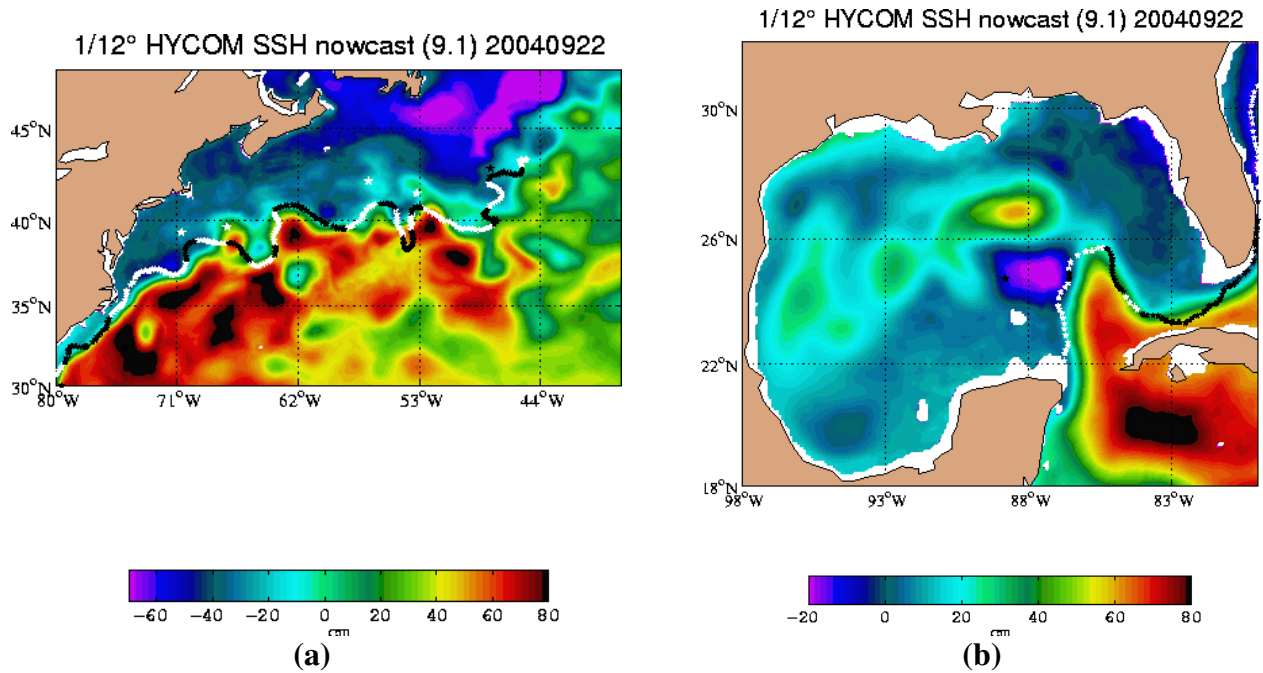 1/12° HYCOM SSH nowcast (9.1) 20040922
45°N
40°N
35°N
30°N
80°W 71°W 62°W 53°W 44°W
−60 −40 −20 0 20 40 60 80
cm
(a)
1/12° HYCOM SSH nowcast (9.1) 20040922
30°N
26°N
22°N
18°N
98°W 93°W 88°W 83°W
−20 0 20 40 60 80
cm
(b)